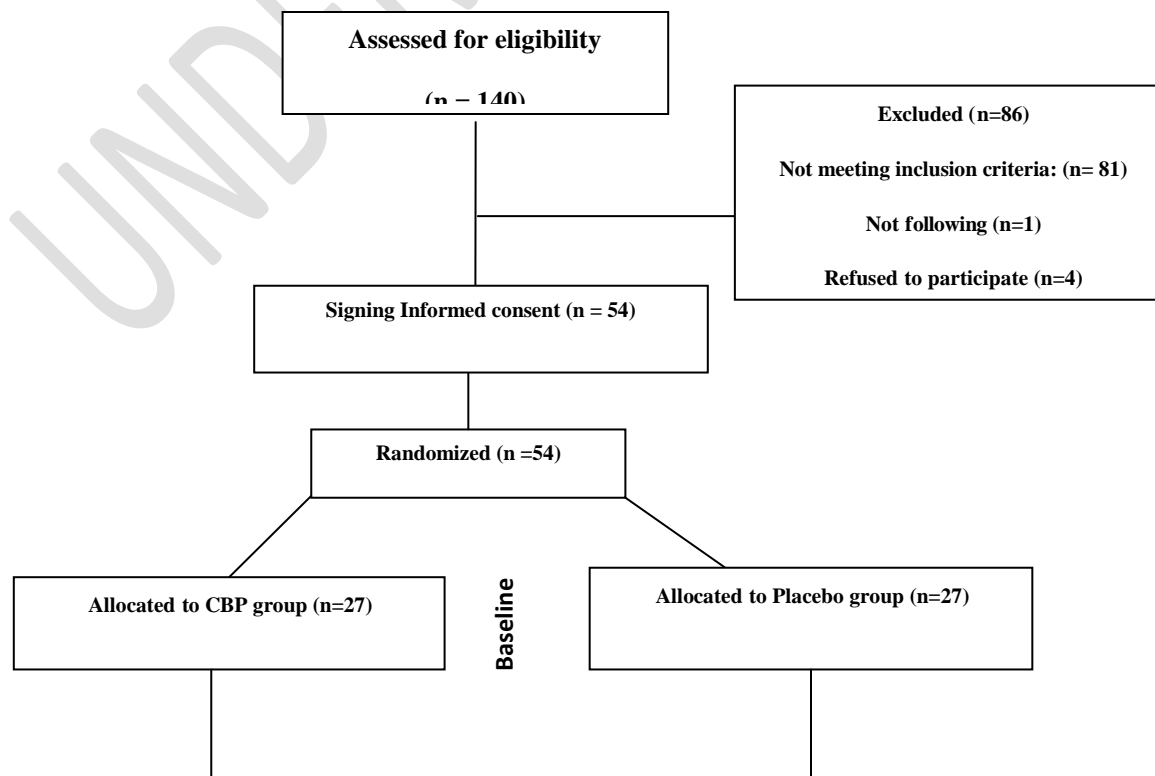 Assessed for eligibility
(n = 140)
Excluded (n=86)
Not meeting inclusion criteria: (n= 81)
Not following (n=1)
Refused to participate (n=4)
Signing Informed consent (n = 54)
Randomized (n =54)
Allocated to CBP group (n=27)
Baseline
Allocated to Placebo group (n=27)